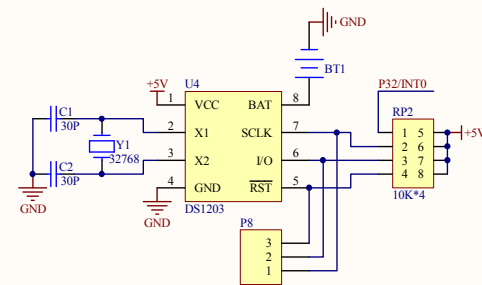 GND
BT1
+5V
U4
P32/INT0
RP2
C1
30P
Y1
32768
C2
30P
GND
1 VCC BAT 8
2 X1 SCLK 7
3 X2 I/O 6
4 GND RST 5
DS1203
GND
1 5
2 6
3 7
4 8
+5V
10K*4
P8
3
2
1